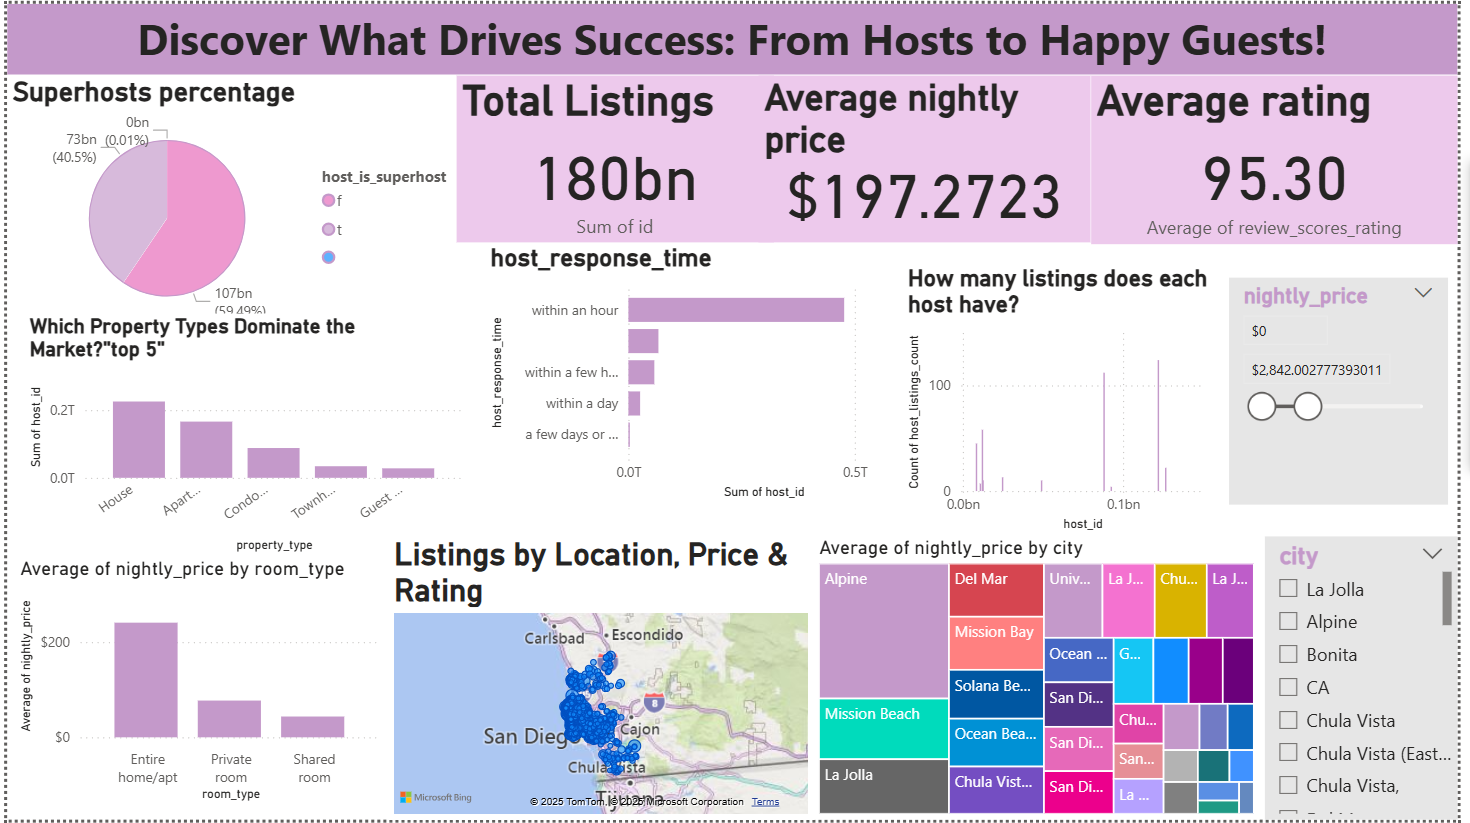 Discover What Drives Success: From Hosts to Happy Guests!
Superhosts percentage
0bn
(0.01%)
73bn
(40.5%)
107bn
(59.49%)
host_is_superhost
f
t
Total Listings
180bn
Sum of id
Average nightly
price
$197.2723
Average rating
95.30
Average of review_scores_rating
Which Property Types Dominate the
Market?"top 5"
Sum of host_id
0.2T
0.0T
House
Apart...
Condo...
Townh...
Guest ...
property_type
host_response_time
host_response_time
within an hour
within a few h...
within a day
a few days or ...
0.0T
0.5T
Sum of host_id
How many listings does each
host have?
Count of host_listings_count
100
0
0.0bn
0.1bn
host_id
nightly_price
$0
$2,842.002777393011
Average of nightly_price by room_type
Average of nightly_price
$200
$0
Entire
home/apt
Private
room
Shared
room
room_type
Listings by Location, Price &
Rating
Carlsbad
Escondido
8
San Dieg
Cajon
Chula Vista
Tijuana
Microsoft Bing
© 2025 TomTom, © 2025 Microsoft Corporation
Terms
Average of nightly_price by city
Alpine
Mission Beach
La Jolla
Del Mar
Mission Bay
Solana Be...
Ocean Bea...
Chula Vist...
Univ...
La J...
Chu...
La J...
Ocean ...
San Di...
San Di...
San Di...
G...
Chu...
San...
La ...
city
La Jolla
Alpine
Bonita
CA
Chula Vista
Chula Vista (East...
Chula Vista,